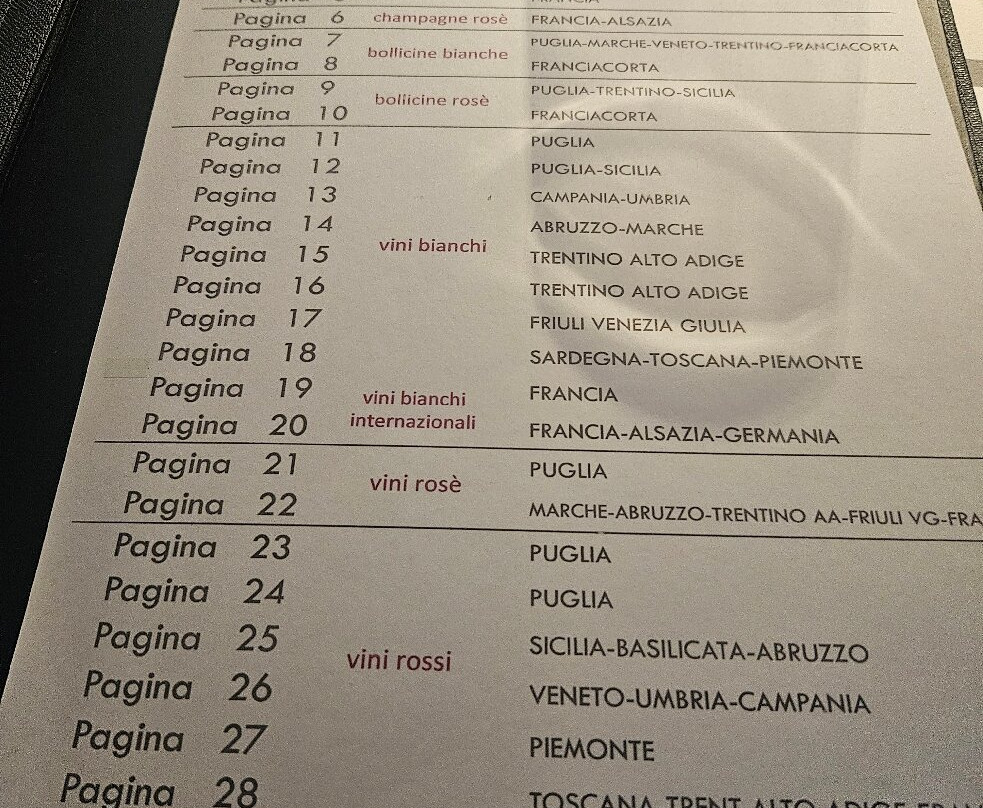 FRANCIA
Pagina 6 champagne rosè FRANCIA-ALSAZIA
Pagina 7 PUGLIA-MARCHE-VENETO-TRENTINO-FRANCIACORTA
bollicine bianche
Pagina 8 FRANCIACORTA
Pagina 9 PUGLIA-TRENTINO-SICILIA
bollicine rosè
Pagina 10 FRANCIACORTA
Pagina 11 PUGLIA
Pagina 12 PUGLIA-SICILIA
Pagina 13 CAMPANIA-UMBRIA
Pagina 14 ABRUZZO-MARCHE
vini bianchi
Pagina 15 TRENTINO ALTO ADIGE
Pagina 16 TRENTINO ALTO ADIGE
Pagina 17 FRIULI VENEZIA GIULIA
Pagina 18 SARDEGNA-TOSCANA-PIEMONTE
Pagina 19 vini bianchi FRANCIA
internazionali
Pagina 20 FRANCIA-ALSAZIA-GERMANIA
Pagina 21 PUGLIA
vini rosè
Pagina 22 MARCHE-ABRUZZO-TRENTINO AA-FRIULI VG-FRA
Pagina 23 PUGLIA
Pagina 24 PUGLIA
Pagina 25 SICILIA-BASILICATA-ABRUZZO
vini rossi
Pagina 26 VENETO-UMBRIA-CAMPANIA
Pagina 27 PIEMONTE
Pagina 28 TOSCANA TRENT ALTO ADIGE